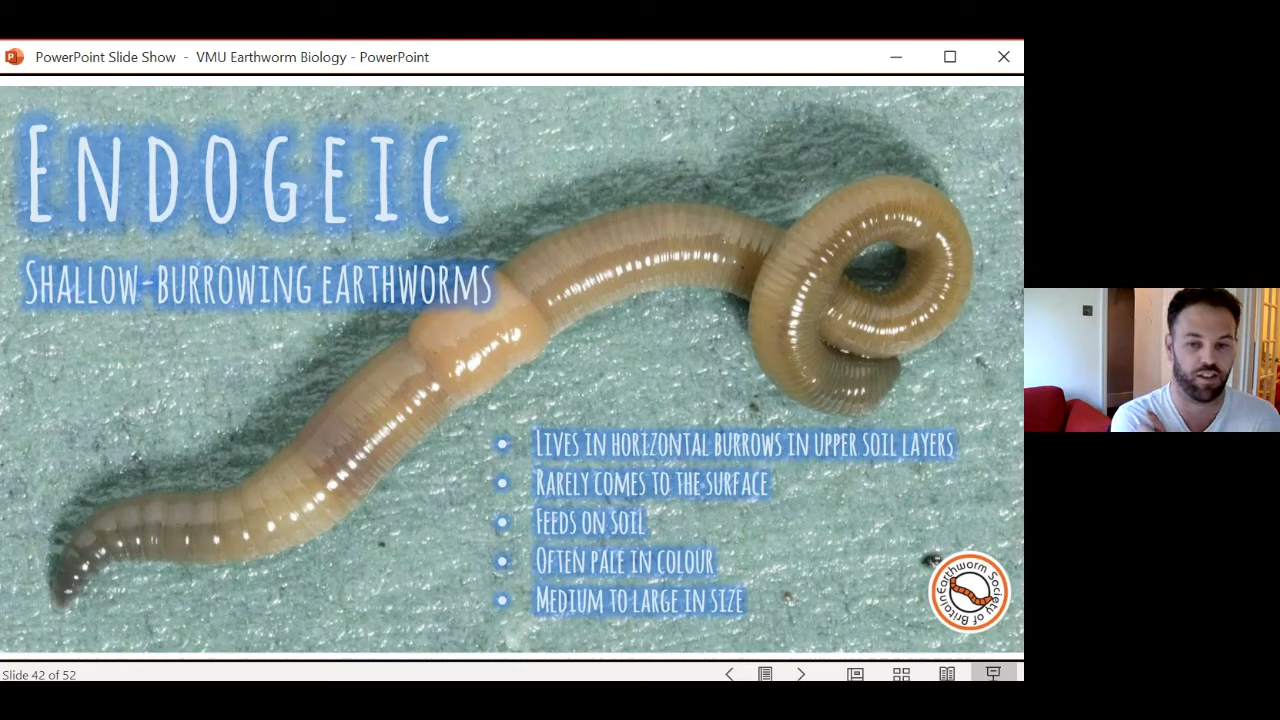 PowerPoint Slide Show - VMU Earthworm Biology - PowerPoint
ENDOGEIC
SHALLOW-BURROWING EARTHWORMS
• LIVES IN HORIZONTAL BURROWS IN UPPER SOIL LAYERS
• RARELY COMES TO THE SURFACE
• FEEDS ON SOIL
• OFTEN PALE IN COLOUR
• MEDIUM TO LARGE IN SIZE
Earthworm Society of Britain
Slide 42 of 52